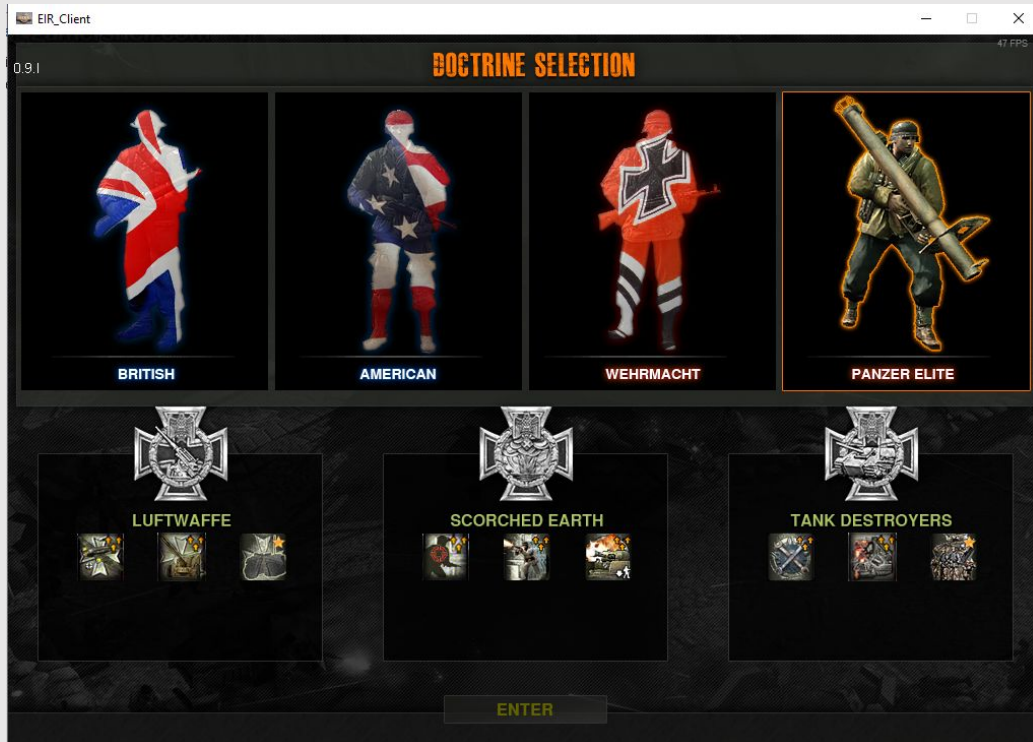 EIR_Client
47 FPS
0.9.I
DOCTRINE SELECTION
BRITISH
AMERICAN
WEHRMACHT
PANZER ELITE
LUFTWAFFE
SCORCHED EARTH
TANK DESTROYERS
ENTER